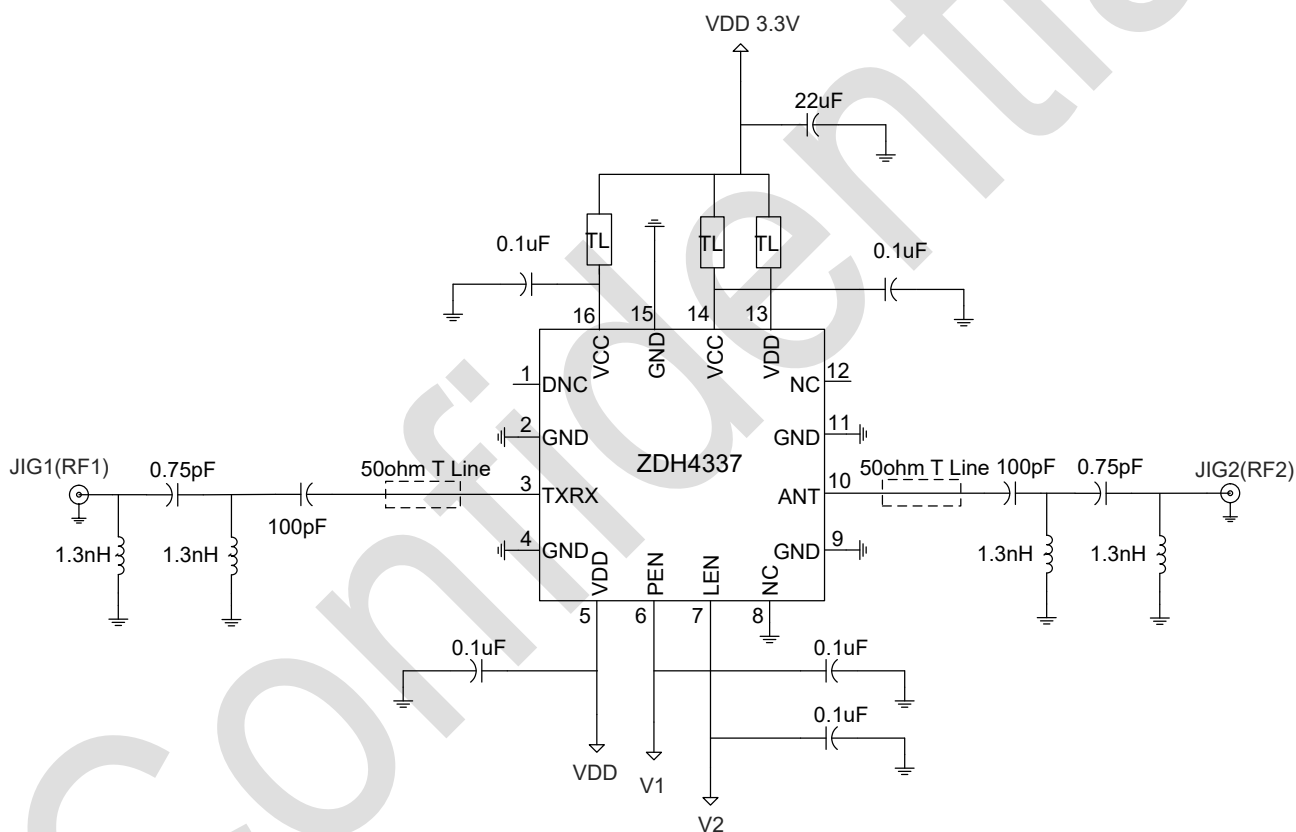 VDD 3.3V
22uF
0.1uF
TL
TL
TL
0.1uF
16
15
14
13
VCC
GND
VCC
VDD
1
DNC
NC
12
2
GND
GND
11
JIG1(RF1)
0.75pF
50ohm T Line
ZDH4337
50ohm T Line
100pF
0.75pF
JIG2(RF2)
3
TXRX
ANT
10
100pF
1.3nH
1.3nH
4
GND
GND
9
1.3nH
1.3nH
VDD
PEN
LEN
NC
5
6
7
8
0.1uF
0.1uF
0.1uF
VDD
V1
V2
Confidential